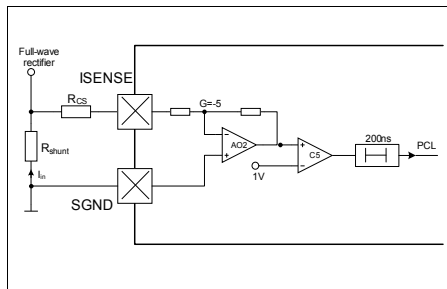 Full-wave
rectifier
ISENSE
RCS
G=-5
200ns
Rshunt
AO2
C5
PCL
1V
Iin
SGND